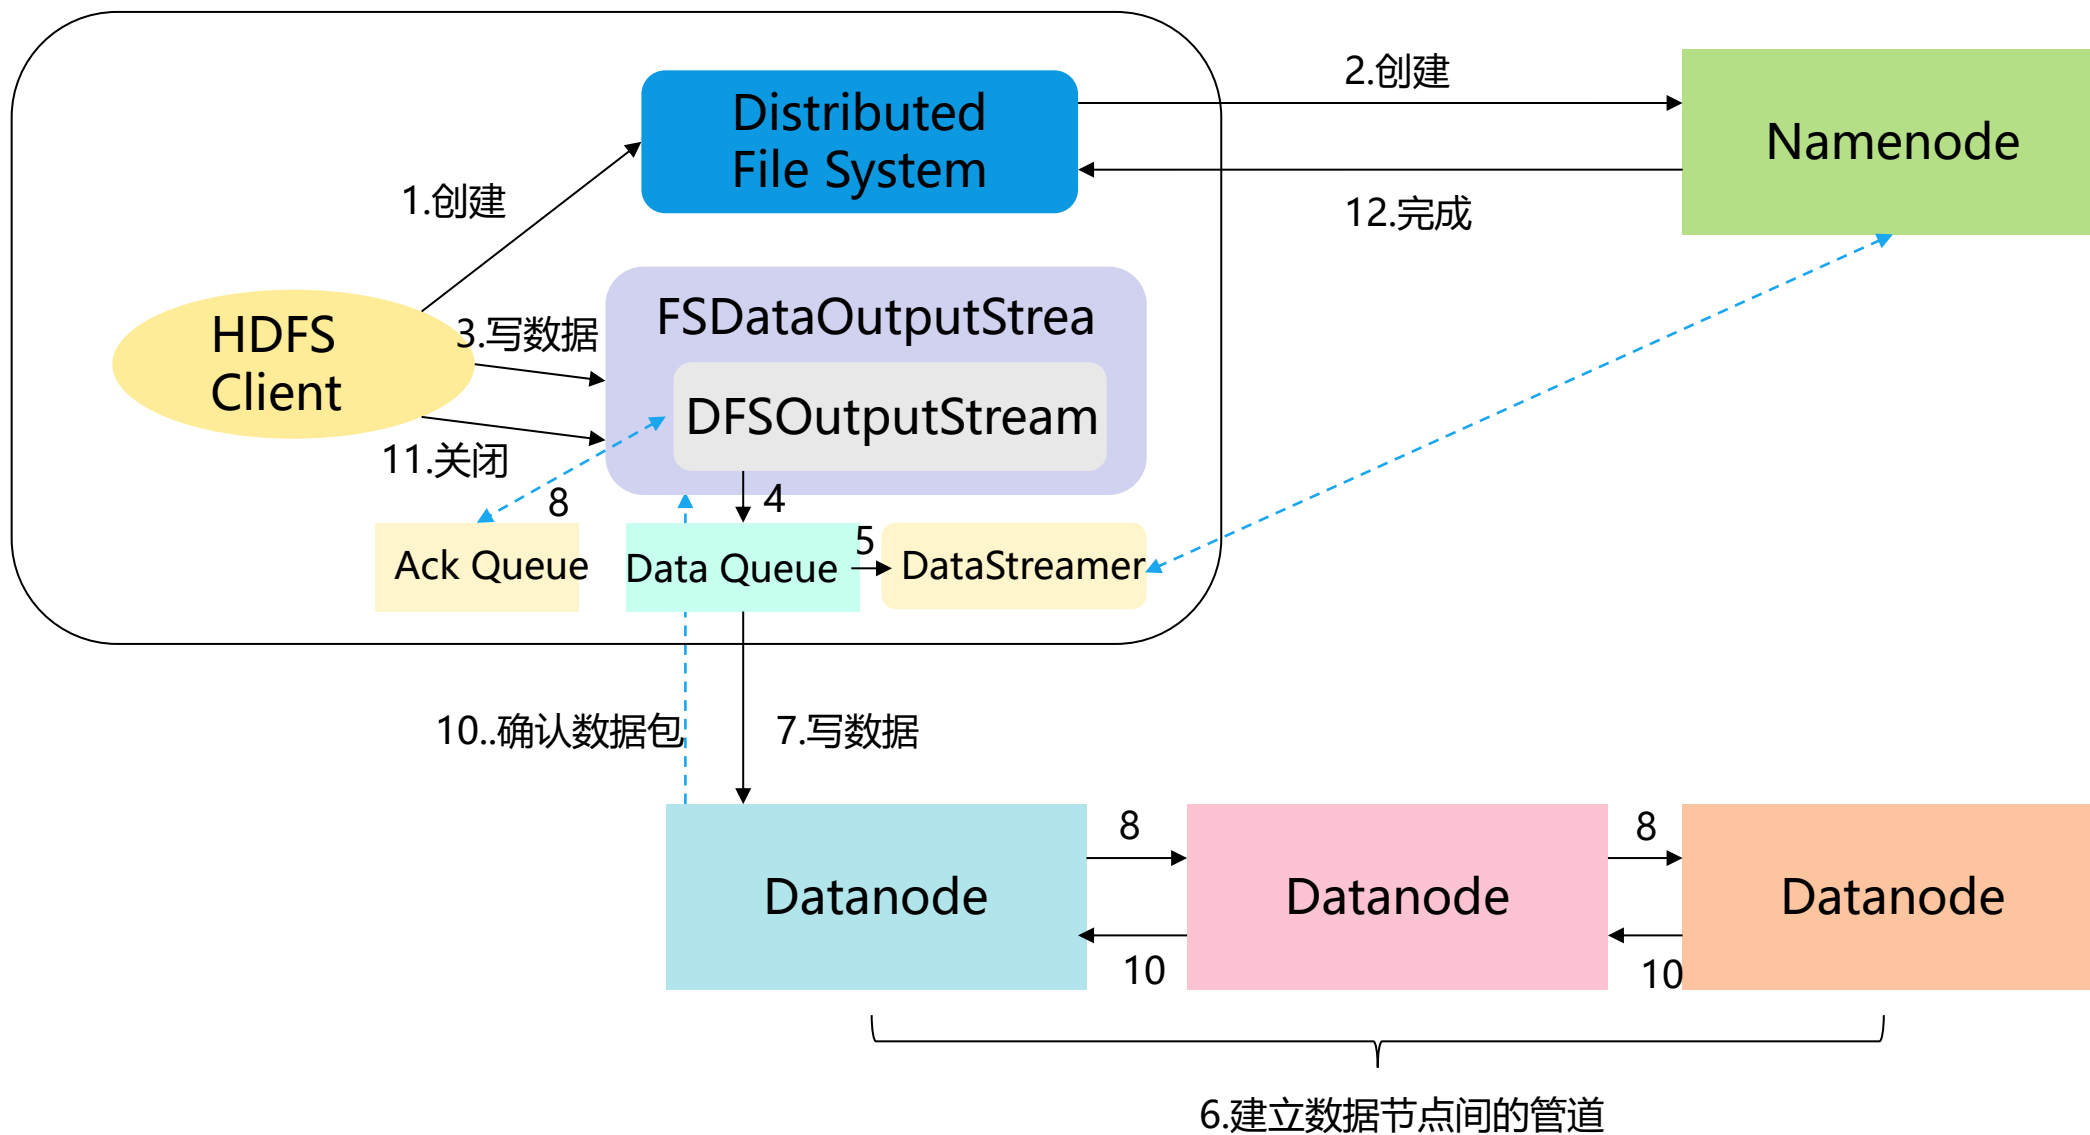 Distributed
File System
2.创建
Namenode
1.创建
12.完成
HDFS
Client
3.写数据
FSDataOutputStrea
DFSOutputStream
11.关闭
8
4
5
Ack Queue
Data Queue
DataStreamer
10..确认数据包
7.写数据
8
8
Datanode
Datanode
Datanode
10
10
6.建立数据节点间的管道